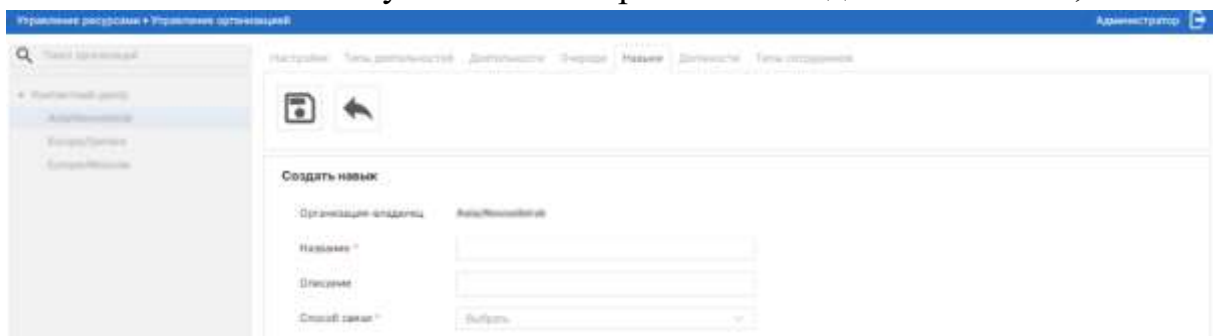 Управление ресурсами • Управление организацией
Администратор
Поиск организаций
Настройки Типы деятельностей Деятельности Очереди Навыки Должности Типы сотрудников
Контактный центр
Asia/Novosibirsk
Europe/Samara
Europe/Moscow
Создать навык
Организация-владелец Asia/Novosibirsk
Название *
Описание
Способ связи * Выбрать